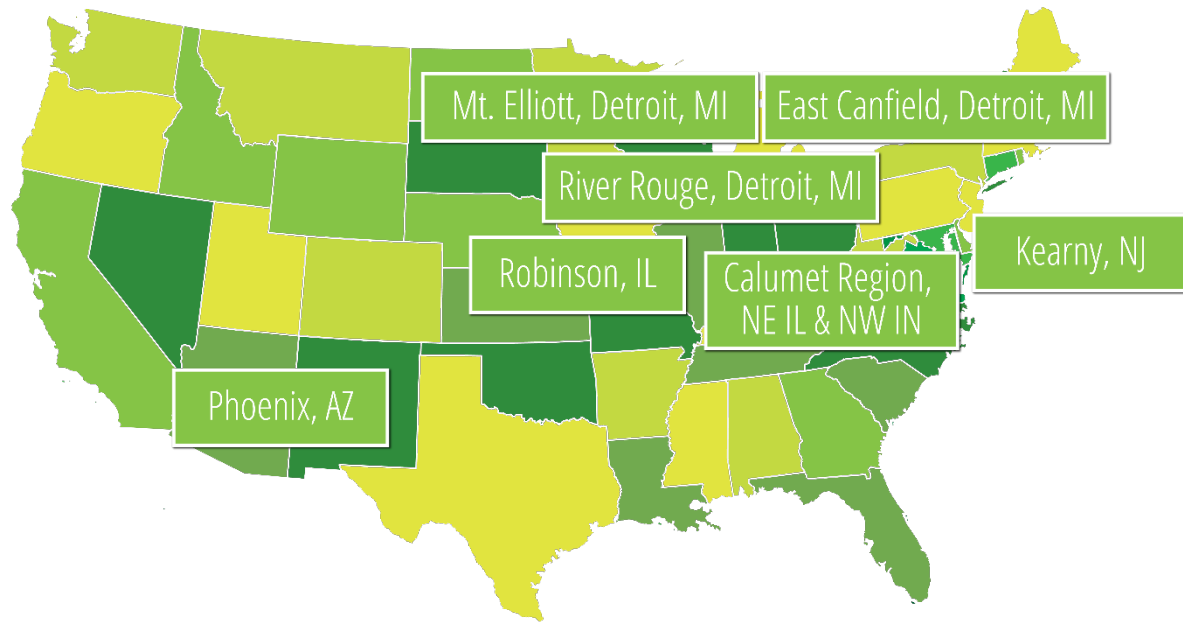 Mt. Elliott, Detroit, MI
East Canfield, Detroit, MI
River Rouge, Detroit, MI
Kearny, NJ
Robinson, IL
Calumet Region,
NE IL & NW IN
Phoenix, AZ